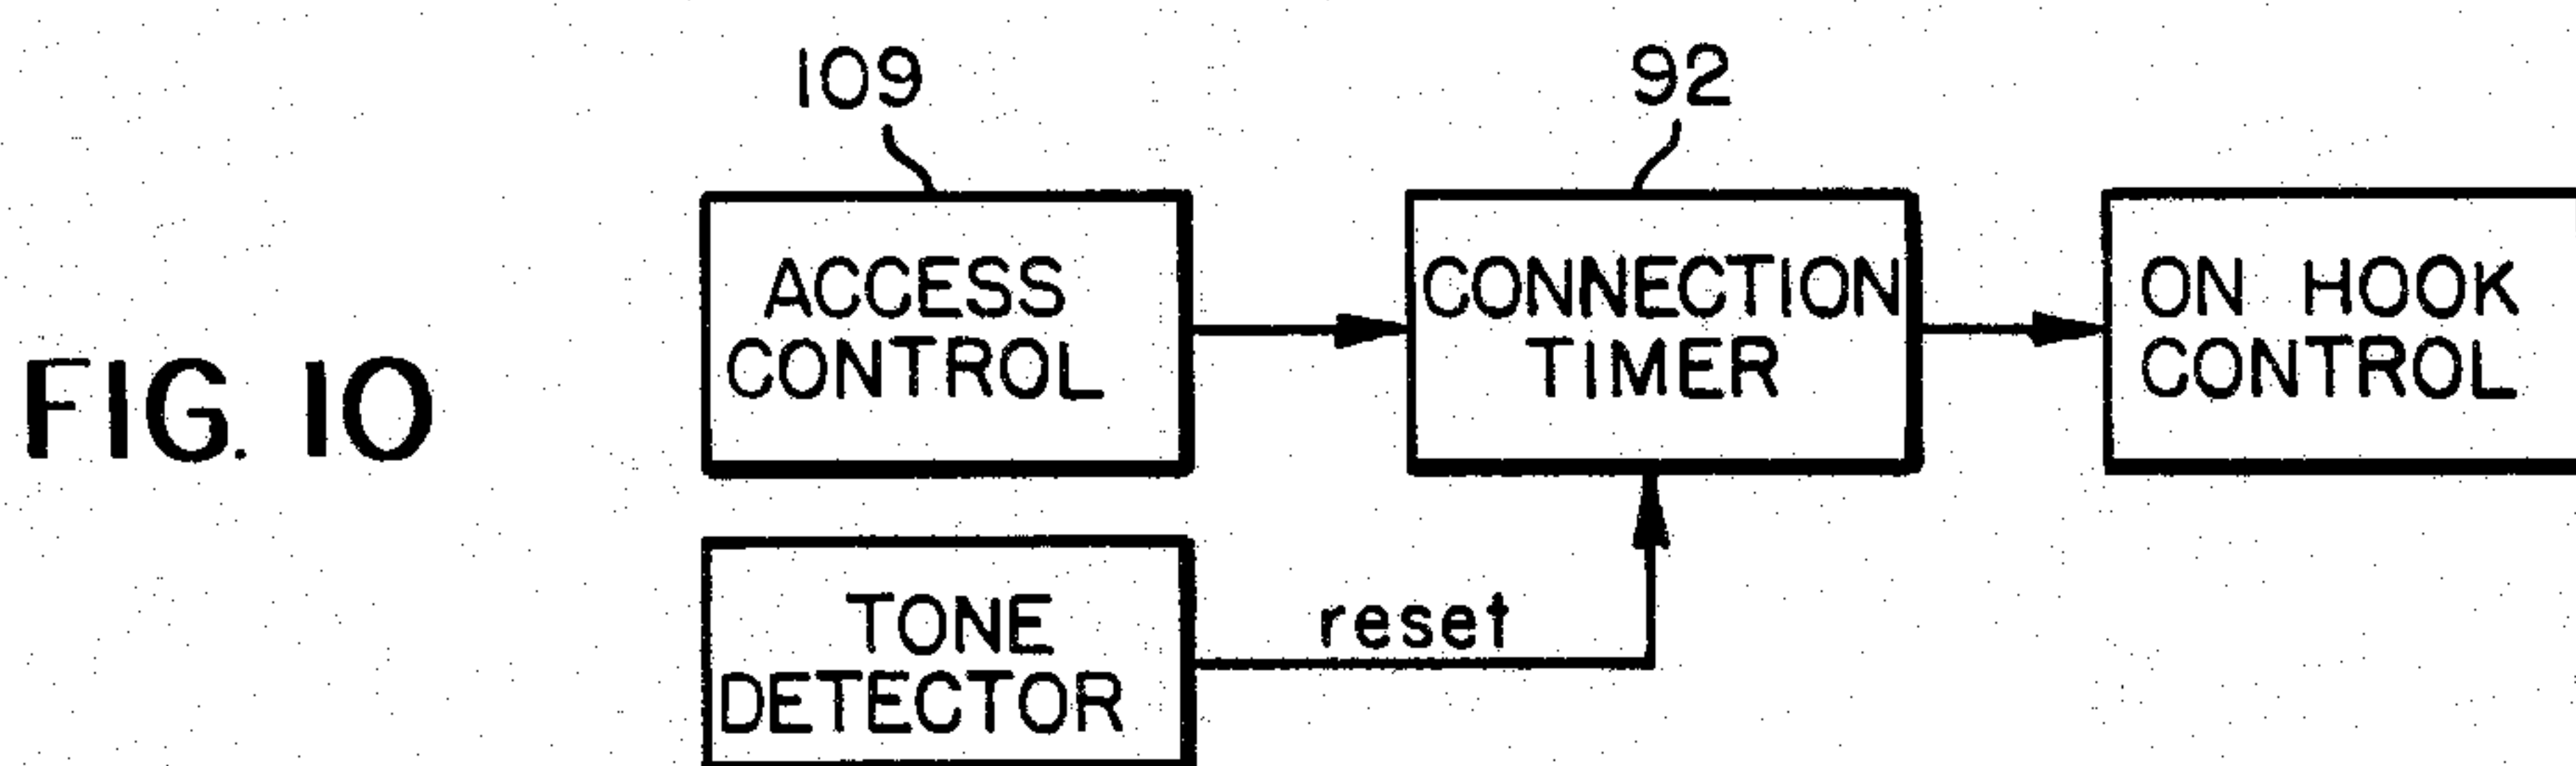 109
92
ACCESS
CONTROL
CONNECTION
TIMER
ON HOOK
CONTROL
FIG. 10
TONE
DETECTOR
reset